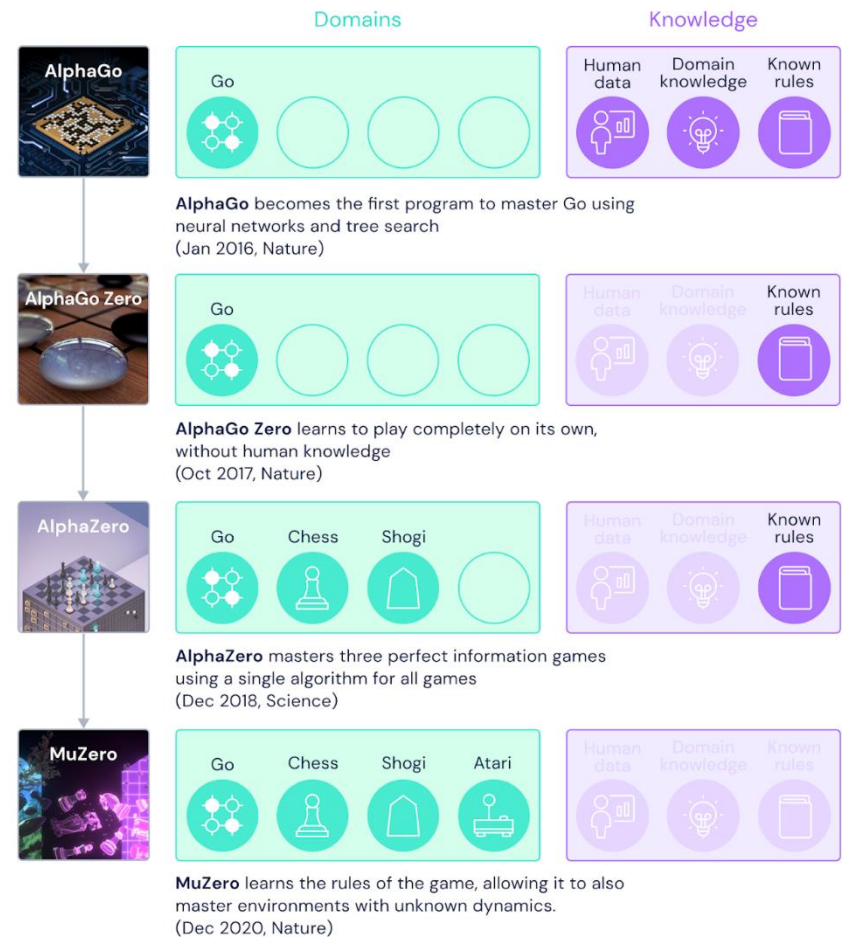 Domains
Knowledge
AlphaGo
Go
Human data
Domain knowledge
Known rules
AlphaGo becomes the first program to master Go using
neural networks and tree search
(Jan 2016, Nature)
AlphaGo Zero
Go
Human data
Domain knowledge
Known rules
AlphaGo Zero learns to play completely on its own,
without human knowledge
(Oct 2017, Nature)
AlphaZero
Go
Chess
Shogi
Human data
Domain knowledge
Known rules
AlphaZero masters three perfect information games
using a single algorithm for all games
(Dec 2018, Science)
MuZero
Go
Chess
Shogi
Atari
Human data
Domain knowledge
Known rules
MuZero learns the rules of the game, allowing it to also
master environments with unknown dynamics.
(Dec 2020, Nature)